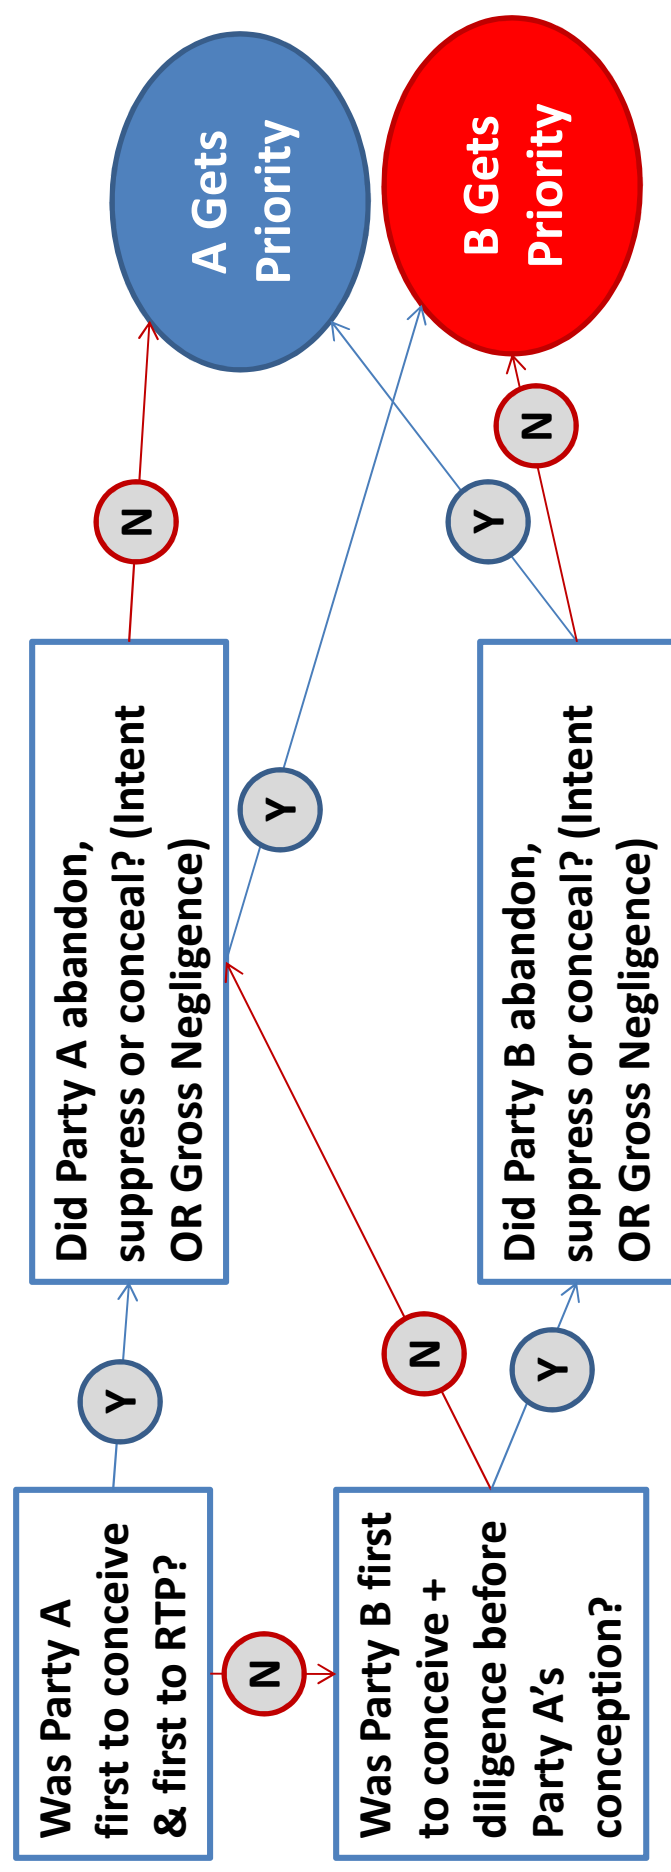 Was Party A
first to conceive
& first to RTP?
Y
Did Party A abandon,
suppress or conceal? (Intent
OR Gross Negligence)
N
A Gets
Priority
Y
N
Was Party B first
to conceive +
diligence before
Party A’s
conception?
N
Y
Did Party B abandon,
suppress or conceal? (Intent
OR Gross Negligence)
Y
N
B Gets
Priority